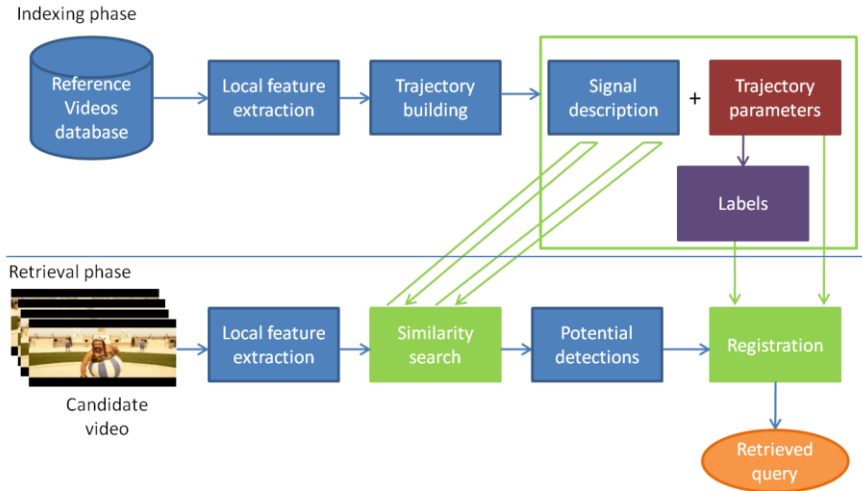 Indexing phase
Reference
Videos
database
Local feature
extraction
Trajectory
building
Signal
description
+
Trajectory
parameters
Labels
Retrieval phase
Candidate
video
Local feature
extraction
Similarity
search
Potential
detections
Registration
Retrieved
query